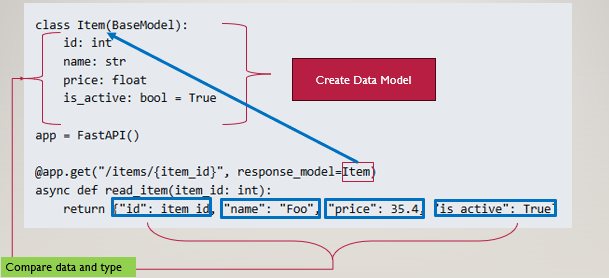 class Item(BaseModel):
id: int
name: str
price: float
is_active: bool = True
Create Data Model
app = FastAPI()
@app.get("/items/{item_id}", response_model=Item)
async def read_item(item_id: int):
return {"id": item_id, "name": "Foo", "price": 35.4, "is_active": True
Compare data and type